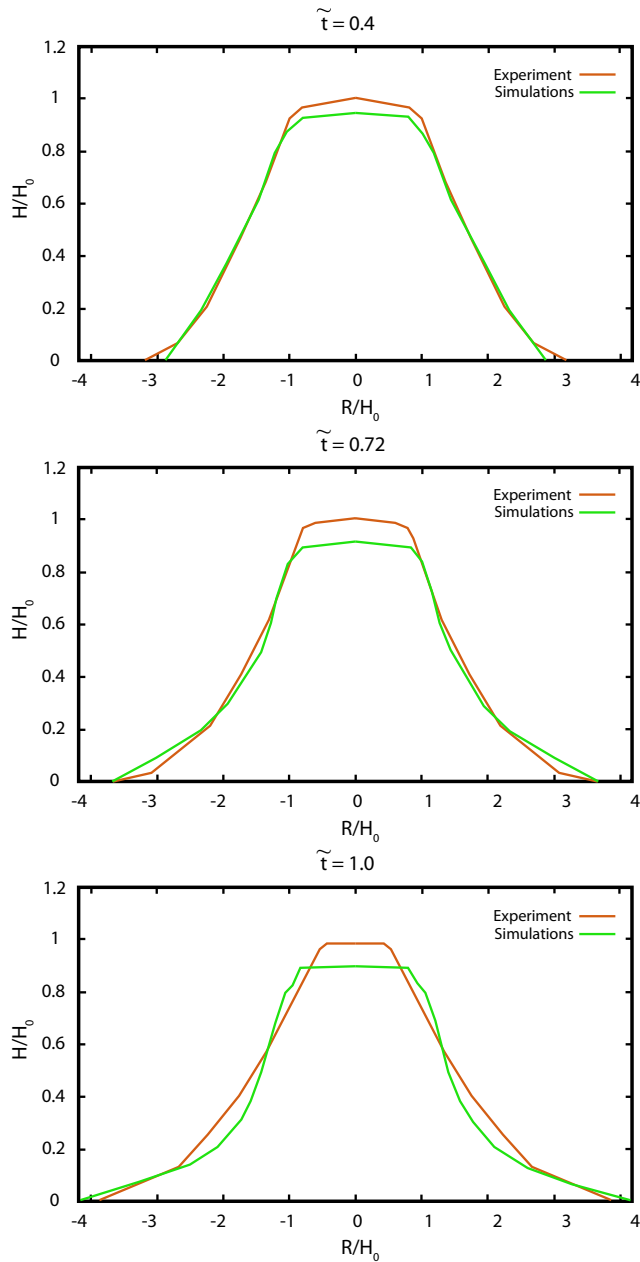 t̃ = 0.4
1.2
Experiment
Simulations
1
0.8
0.6
0.4
0.2
0
H/H₀
-4 -3 -2 -1 0 1 2 3 4
R/H₀
t̃ = 0.72
1.2
Experiment
Simulations
1
0.8
0.6
0.4
0.2
0
H/H₀
-4 -3 -2 -1 0 1 2 3 4
R/H₀
t̃ = 1.0
1.2
Experiment
Simulations
1
0.8
0.6
0.4
0.2
0
H/H₀
-4 -3 -2 -1 0 1 2 3 4
R/H₀